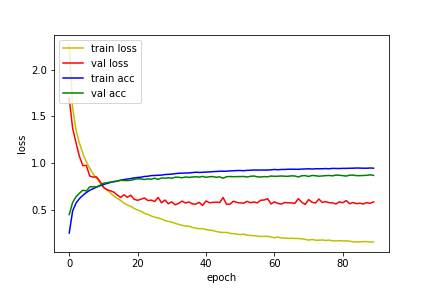 train loss
val loss
train acc
val acc
2.0
1.5
1.0
0.5
loss
0 20 40 60 80
epoch